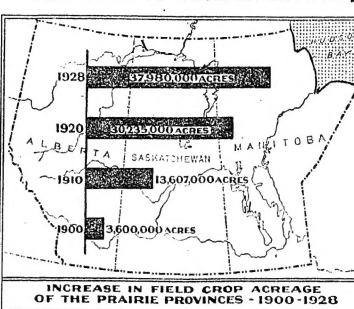 HUDSON
BAY
1928
37,980,000 ACRES
1920
30,235,000 ACRES
ALBERTA
SASKATCHEWAN
MANITOBA
1910
13,607,000 ACRES
1900
3,600,000 ACRES
INCREASE IN FIELD CROP ACREAGE
OF THE PRAIRIE PROVINCES - 1900-1928